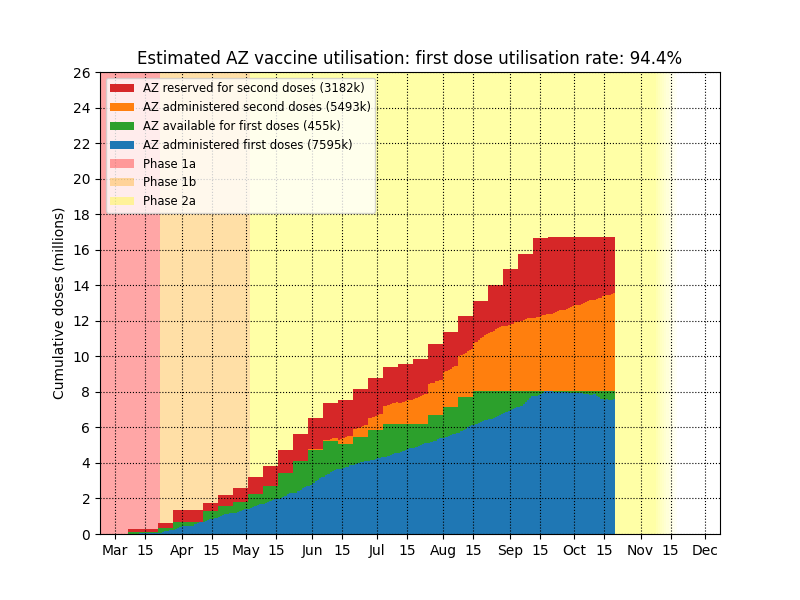 Estimated AZ vaccine utilisation: first dose utilisation rate: 94.4%
26
24
22
20
18
16
14
12
10
8
6
4
2
0
Cumulative doses (millions)
AZ reserved for second doses (3182k)
AZ administered second doses (5493k)
AZ available for first doses (455k)
AZ administered first doses (7595k)
Phase 1a
Phase 1b
Phase 2a
Mar 15 Apr 15 May 15 Jun 15 Jul 15 Aug 15 Sep 15 Oct 15 Nov 15 Dec